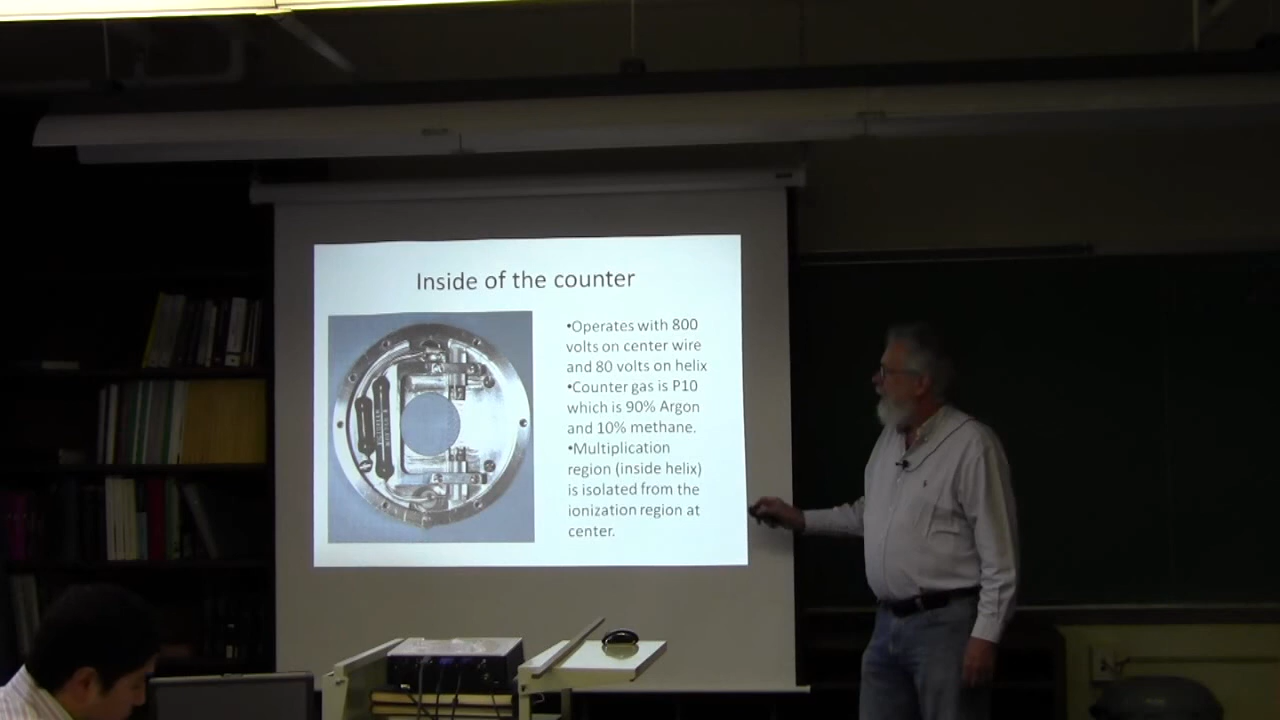 Inside of the counter
•Operates with 800
volts on center wire
and 80 volts on helix
•Counter gas is P10
which is 90% Argon
and 10% methane.
•Multiplication
region (inside helix)
is isolated from the
ionization region at
center.